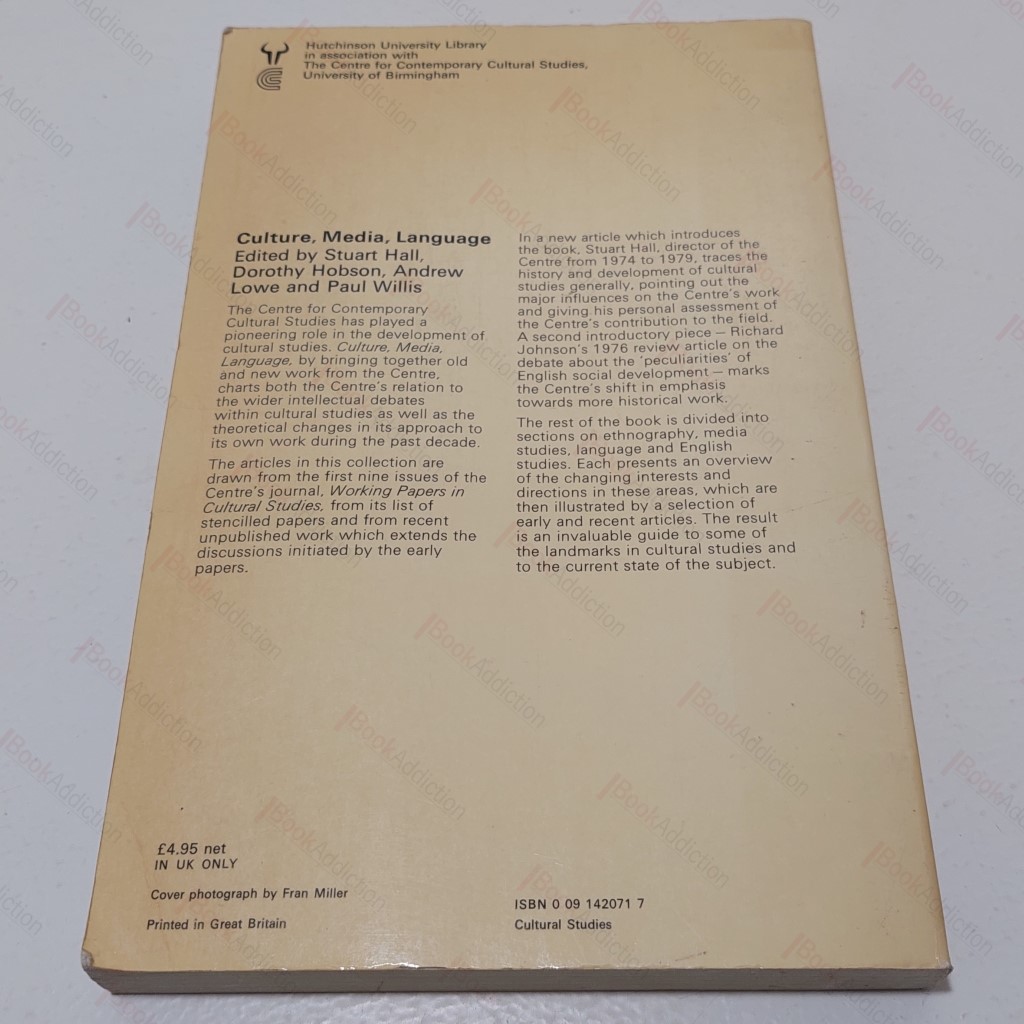 Hutchinson University Library
in association with
The Centre for Contemporary Cultural Studies,
University of Birmingham
Culture, Media, Language
Edited by Stuart Hall,
Dorothy Hobson, Andrew
Lowe and Paul Willis
The Centre for Contemporary
Cultural Studies has played a
pioneering role in the development of
cultural studies. Culture, Media,
Language, by bringing together old
and new work from the Centre,
charts both the Centre's relation to
the wider intellectual debates
within cultural studies as well as the
theoretical changes in its approach to
its own work during the past decade.
The articles in this collection are
drawn from the first nine issues of the
Centre's journal, Working Papers in
Cultural Studies, from its list of
stencilled papers and from recent
unpublished work which extends the
discussions initiated by the early
papers.
In a new article which introduces
the book, Stuart Hall, director of the
Centre from 1974 to 1979, traces the
history and development of cultural
studies generally, pointing out the
major influences on the Centre's work
and giving his personal assessment of
the Centre's contribution to the field.
A second introductory piece — Richard
Johnson's 1976 review article on the
debate about the 'peculiarities' of
English social development — marks
the Centre's shift in emphasis
towards more historical work.
The rest of the book is divided into
sections on ethnography, media
studies, language and English
studies. Each presents an overview
of the changing interests and
directions in these areas, which are
then illustrated by a selection of
early and recent articles. The result
is an invaluable guide to some of
the landmarks in cultural studies and
to the current state of the subject.
£4.95 net
IN UK ONLY
Cover photograph by Fran Miller
Printed in Great Britain
ISBN 0 09 142071 7
Cultural Studies
BookAddiction